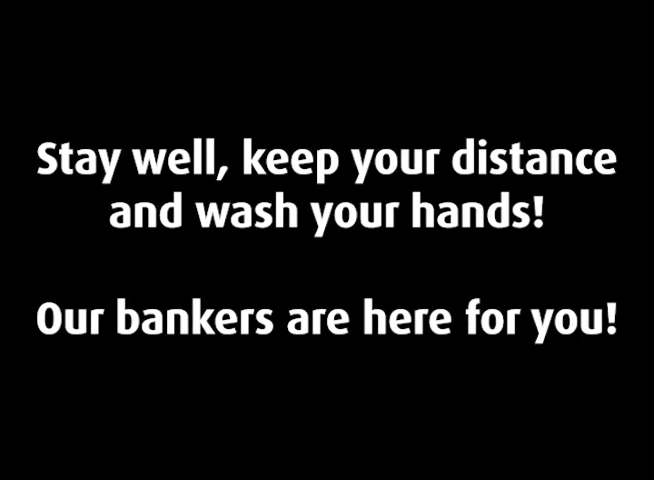 Stay well, keep your distance
and wash your hands!
Our bankers are here for you!